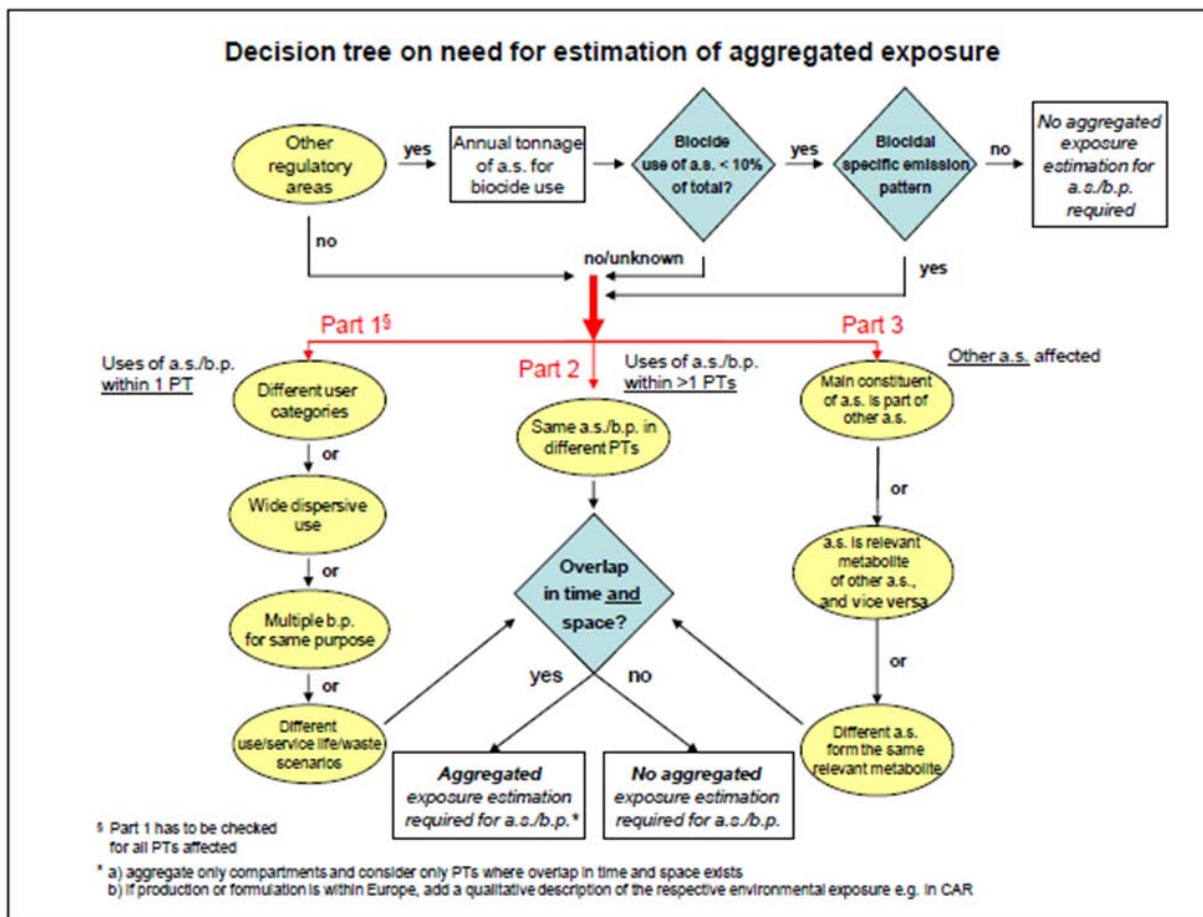 Decision tree on need for estimation of aggregated exposure
Other
regulatory
areas
yes
Annual tonnage
of a.s. for
biocide use
Biocide
use of a.s. < 10%
of total?
yes
Biocidal
specific emission
pattern
no
No aggregated
exposure
estimation for
a.s./b.p.
required
no
no/unknown
yes
Part 1§
Part 2
Part 3
Uses of a.s./b.p.
within 1 PT
Uses of a.s./b.p.
within >1 PTs
Other a.s. affected
Different user
categories
or
Wide dispersive
use
or
Multiple b.p.
for same purpose
or
Different
use/service life/waste
scenarios
Same a.s./b.p. in
different PTs
Overlap
in time and
space?
yes
no
Main constituent
of a.s. is part of
other a.s.
or
a.s. is relevant
metabolite
of other a.s.,
and vice versa
or
Different a.s.
form the same
relevant metabolite
Aggregated
exposure estimation
required for a.s./b.p.*
No aggregated
exposure estimation
required for a.s./b.p.
§ Part 1 has to be checked
for all PTs affected
* a) aggregate only compartments and consider only PTs where overlap in time and space exists
b) if production or formulation is within Europe, add a qualitative description of the respective environmental exposure e.g. in CAR